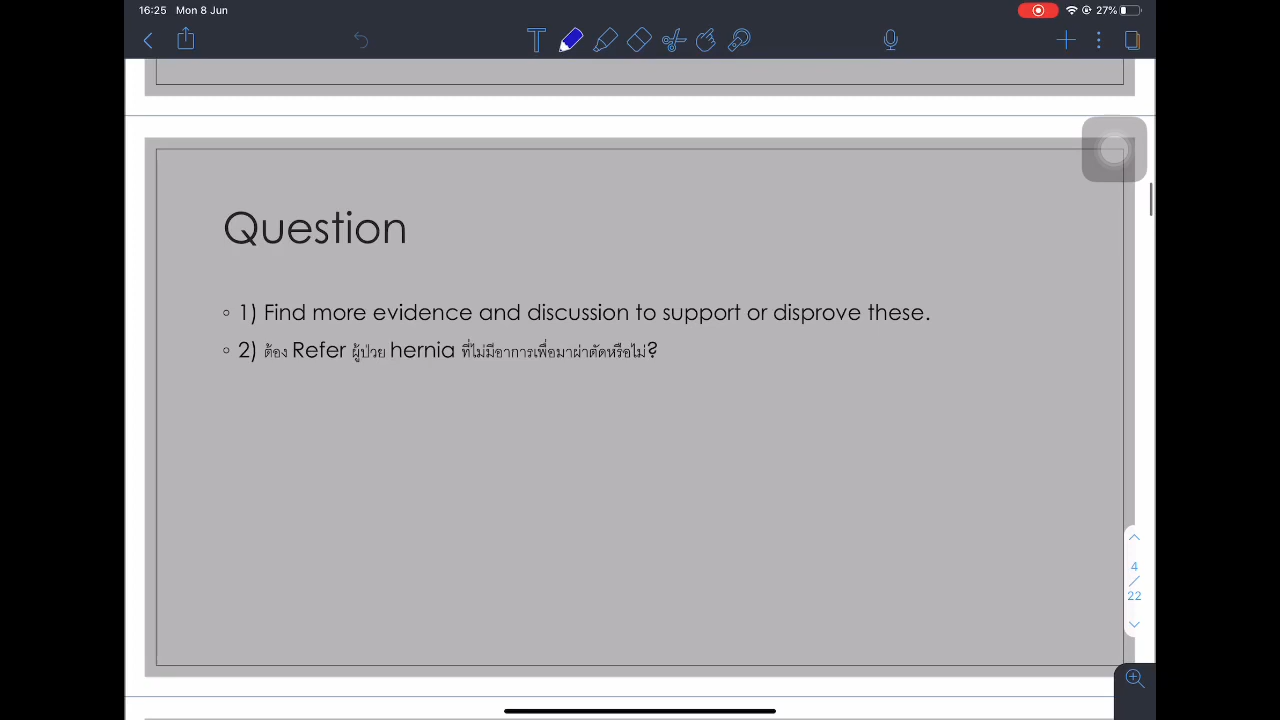 16:25 Mon 8 Jun
27%
T
Question
1) Find more evidence and discussion to support or disprove these.
2) ต้อง Refer ผู้ป่วย hernia ที่ไม่มีอาการเพื่อมาผ่าตัดหรือไม่?
4
/
22